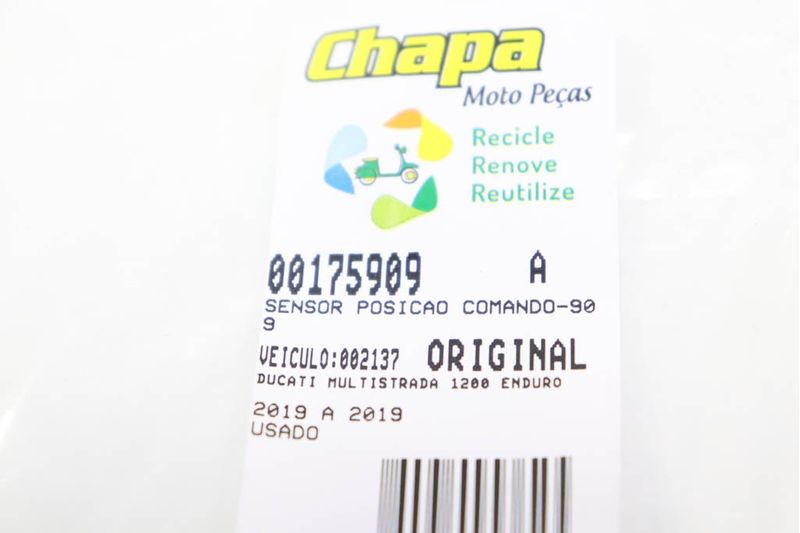 Chapa
Moto Peças
Recicle
Renove
Reutilize
00175909 A
SENSOR POSICAO COMANDO-90
9
VEICULO:002137 ORIGINAL
DUCATI MULTISTRADA 1200 ENDURO
2019 A 2019
USADO